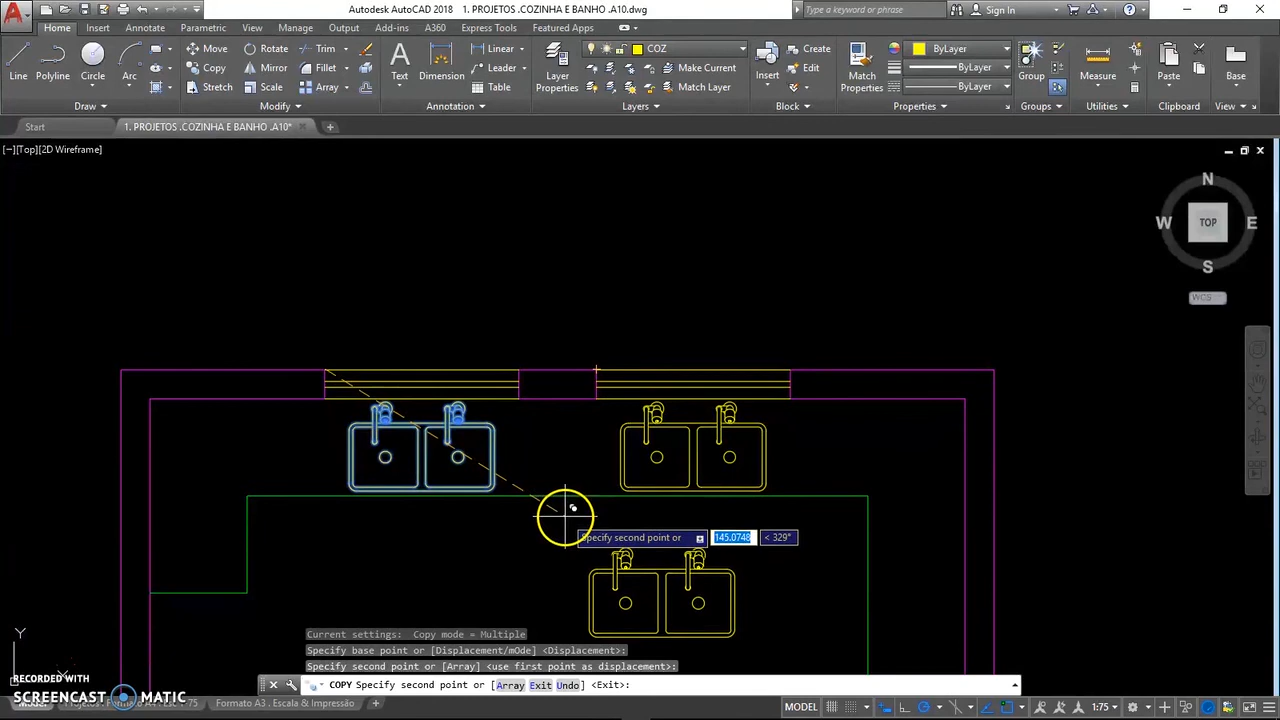 Autodesk AutoCAD 2018 1. PROJETOS .COZINHA E BANHO .A10.dwg
Type a keyword or phrase
Sign In
Home Insert Annotate Parametric View Manage Output Add-ins A360 Express Tools Featured Apps
Line
Polyline
Circle
Arc
Move
Rotate
Trim
Copy
Mirror
Fillet
Stretch
Scale
Array
Text
Dimension
Linear
Leader
Table
Layer
Properties
COZ
Make Current
Match Layer
Insert
Create
Edit
Match
Properties
ByLayer
ByLayer
ByLayer
Group
Measure
Paste
Base
Draw
Modify
Annotation
Layers
Block
Properties
Groups
Utilities
Clipboard
View
Start
1. PROJETOS .COZINHA E BANHO .A10*
[−][Top][2D Wireframe]
N
W
TOP
E
S
WCS
Specify second point or
145.0748
< 329°
Y
Current settings: Copy mode = Multiple
Specify base point or [Displacement/mOde] <Displacement>:
Specify second point or [Array] <use first point as displacement>:
COPY Specify second point or [Array Exit Undo] <Exit>:
RECORDED WITH
SCREENCAST MATIC
Formato A3 . Escala & Impressão
MODEL
1:75